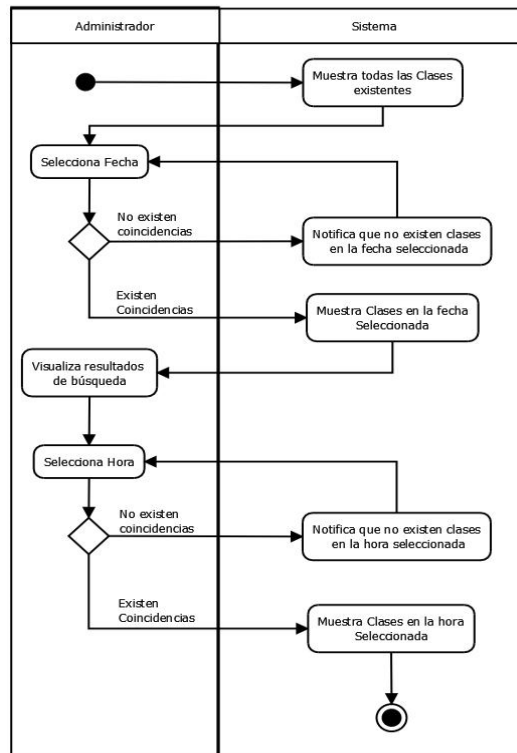 Administrador
Sistema
Muestra todas las Clases
existentes
Selecciona Fecha
No existen
coincidencias
Notifica que no existen clases
en la fecha seleccionada
Existen
Coincidencias
Muestra Clases en la fecha
Seleccionada
Visualiza resultados
de búsqueda
Selecciona Hora
No existen
coincidencias
Notifica que no existen clases
en la hora seleccionada
Existen
Coincidencias
Muestra Clases en la hora
Seleccionada